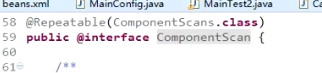 beans.xml MainConfig.java MainTest2.java
58 @Repeatable(ComponentScans.class)
59 public @interface ComponentScan {
60
61 /**